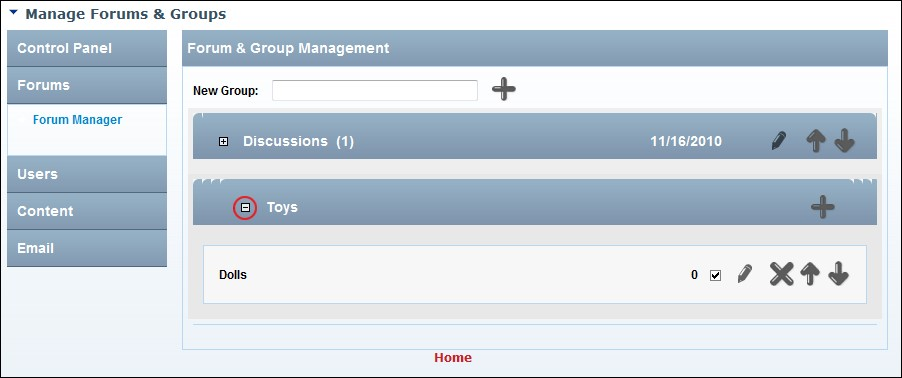 Manage Forums & Groups
Control Panel
Forums
Forum Manager
Users
Content
Email
Forum & Group Management
New Group:
Discussions (1) 11/16/2010
Toys
Dolls 0
Home